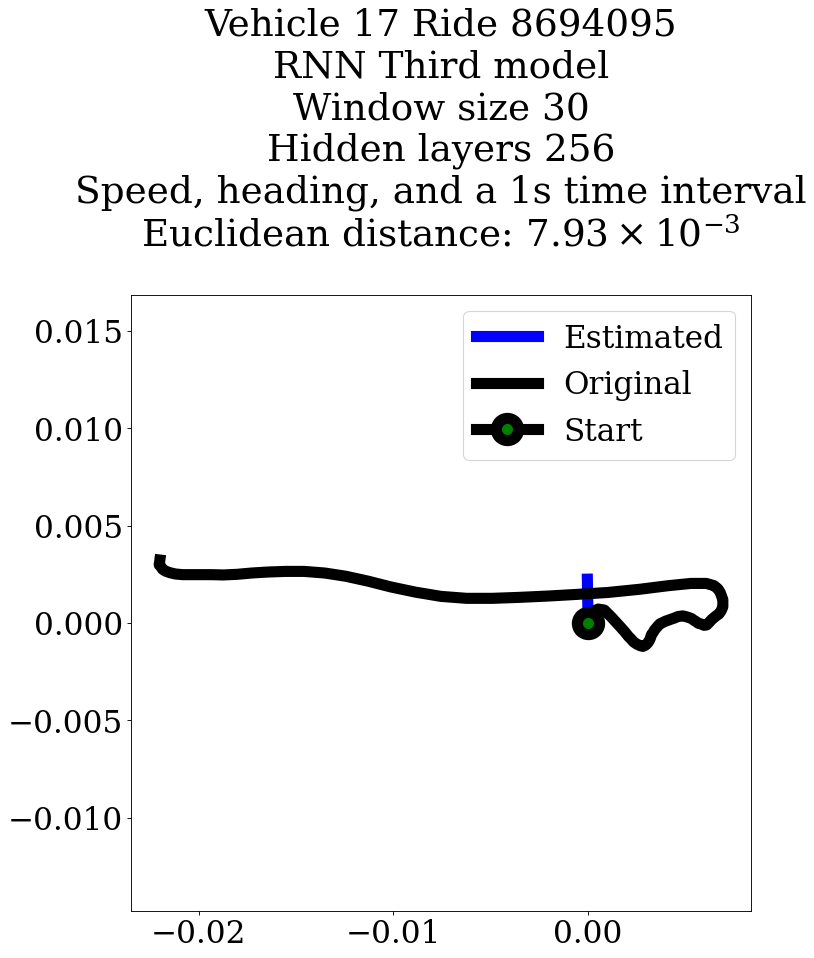 Vehicle 17 Ride 8694095
RNN Third model
Window size 30
Hidden layers 256
Speed, heading, and a 1s time interval
Euclidean distance: 7.93 × 10⁻³
Estimated
Original
Start
0.015
0.010
0.005
0.000
−0.005
−0.010
−0.02
−0.01
0.00